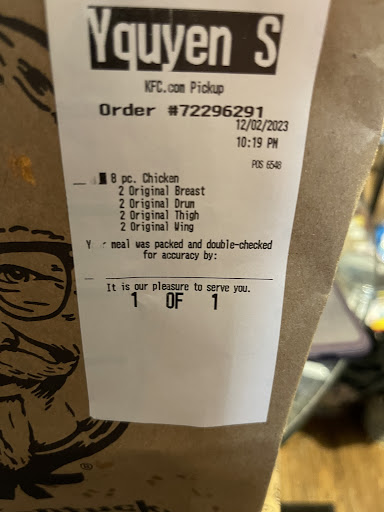 Yquyen S
KFC.com Pickup
Order #72296291
12/02/2023
10:19 PM
POS 6548
8 pc. Chicken
2 Original Breast
2 Original Drum
2 Original Thigh
2 Original Wing
meal was packed and double-checked
for accuracy by:
It is our pleasure to serve you.
1 OF 1
®